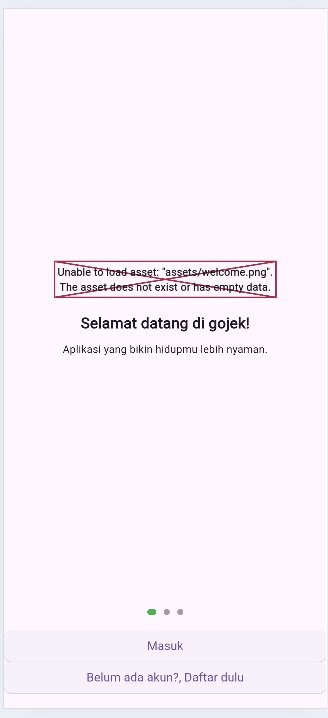 Unable to load asset: "assets/welcome.png".
The asset does not exist or has empty data.
Selamat datang di gojek!
Aplikasi yang bikin hidupmu lebih nyaman.
Masuk
Belum ada akun?, Daftar dulu